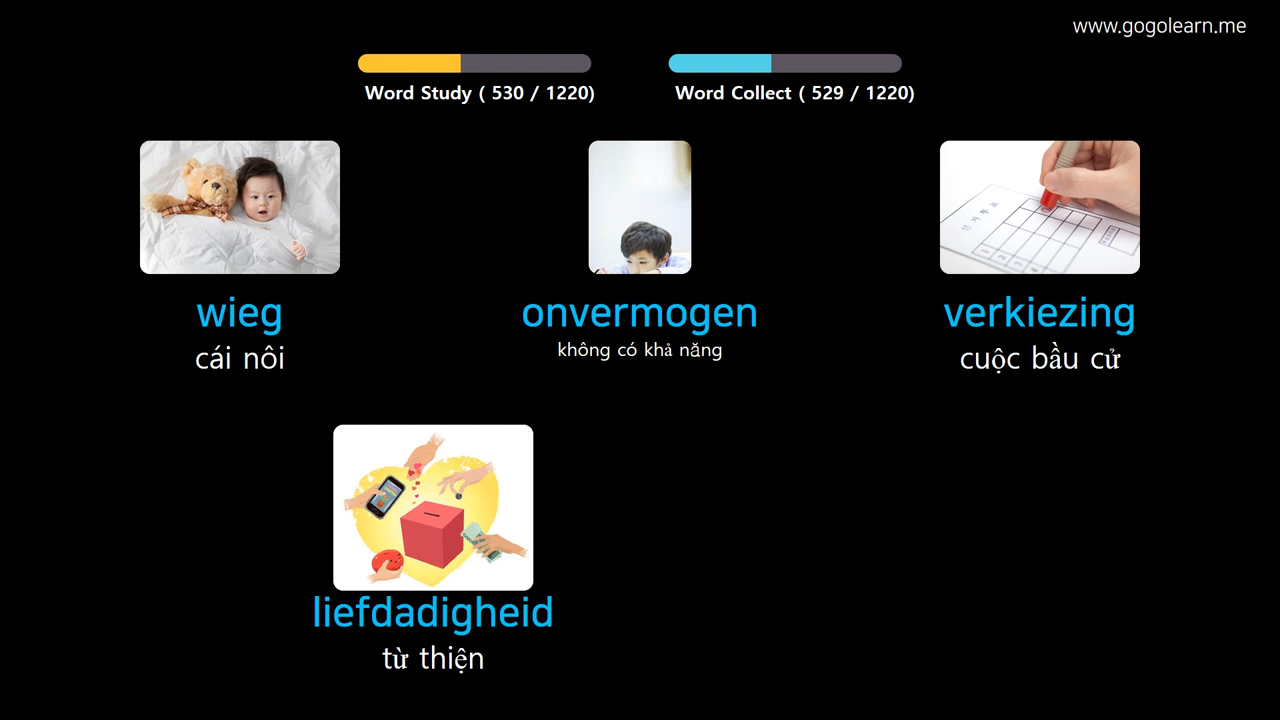 www.gogolearn.me
Word Study ( 530 / 1220)
Word Collect ( 529 / 1220)
wieg
cái nôi
onvermogen
không có khả năng
verkiezing
cuộc bầu cử
liefdadigheid
từ thiện